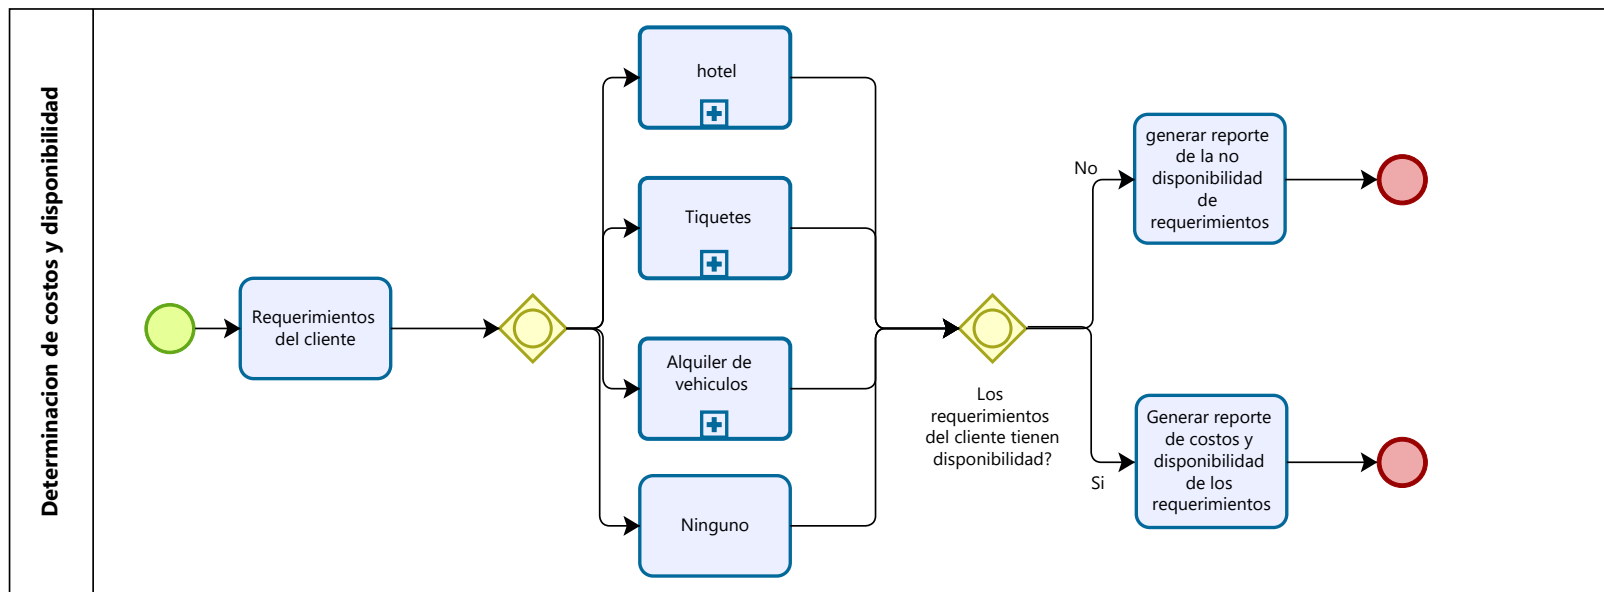 Determinacion de costos y disponibilidad
Requerimientos
del cliente
hotel
Tiquetes
Alquiler de
vehiculos
Ninguno
Los
requerimientos
del cliente tienen
disponibilidad?
No
generar reporte
de la no
disponibilidad
de
requerimientos
Si
Generar reporte
de costos y
disponibilidad
de los
requerimientos